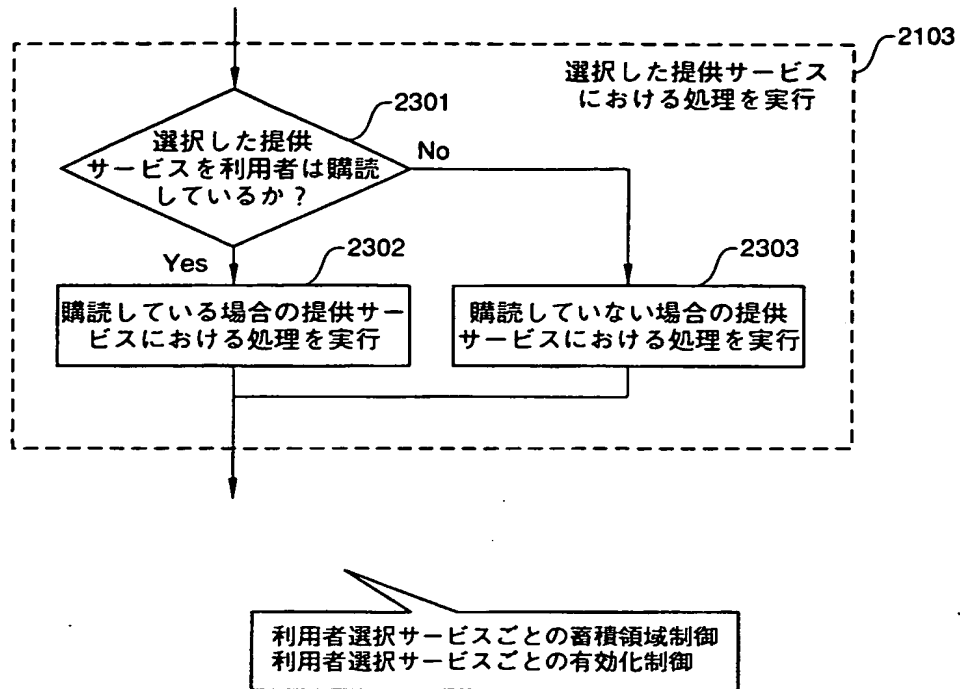 2103
選択した提供サービス
における処理を実行
2301
選択した提供
サービスを利用者は購読
しているか？
No
Yes
2302
購読している場合の提供サー
ビスにおける処理を実行
2303
購読していない場合の提供
サービスにおける処理を実行
利用者選択サービスごとの蓄積領域制御
利用者選択サービスごとの有効化制御